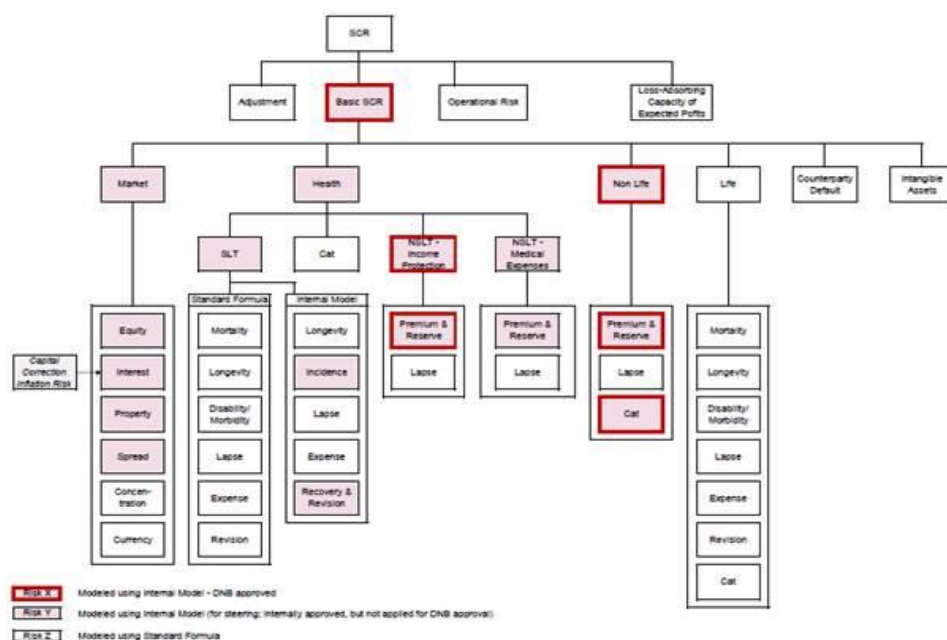 SCR
Adjustment
Basic SCR
Operational Risk
Loss-Absorbing
Capacity of
Expected Pofits
Market
Health
Non Life
Life
Counterparty
Default
Intangible
Assets
SLT
Cat
NSLT -
Income
Protection
NSLT -
Medical
Expenses
Standard Formula
Internal Model
Capital
Correction
Inflation Risk
Equity
Interest
Property
Spread
Concen-
tration
Currency
Mortality
Longevity
Disability/
Morbidity
Lapse
Expense
Revision
Longevity
Incidence
Lapse
Expense
Recovery &
Revision
Premium &
Reserve
Lapse
Premium &
Reserve
Lapse
Premium &
Reserve
Lapse
Cat
Mortality
Longevity
Disability/
Morbidity
Lapse
Expense
Revision
Cat
Risk X Modeled using Internal Model - DNB approved
Risk Y Modeled using Internal Model (for steering; internally approved, but not applied for DNB approval)
Risk Z Modeled using Standard Formula